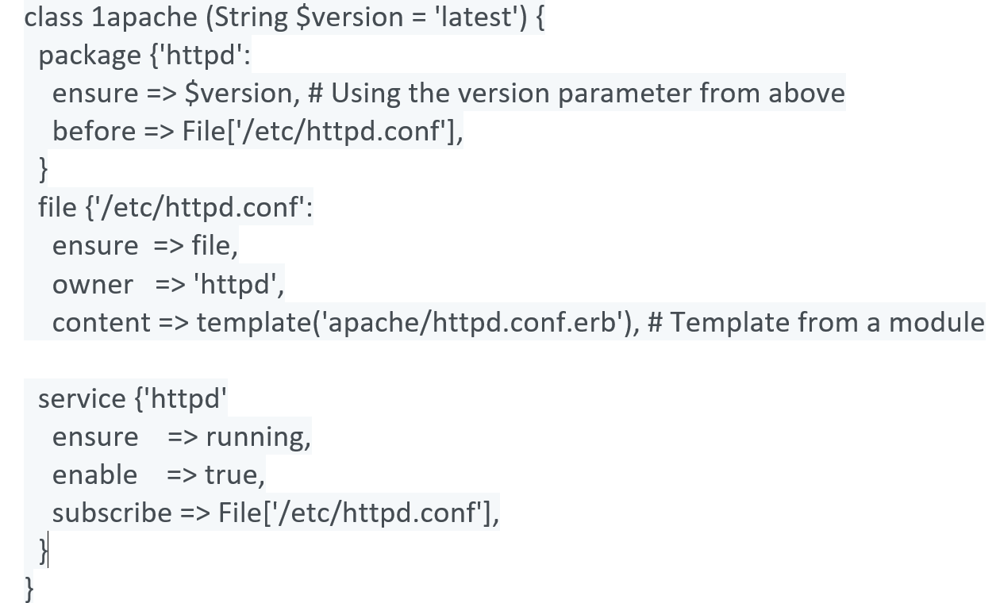 class 1apache (String $version = 'latest') {
package {'httpd':
ensure => $version, # Using the version parameter from above
before => File['/etc/httpd.conf'],
}
file {'/etc/httpd.conf':
ensure => file,
owner => 'httpd',
content => template('apache/httpd.conf.erb'), # Template from a module
service {'httpd'
ensure => running,
enable => true,
subscribe => File['/etc/httpd.conf'],
}
}